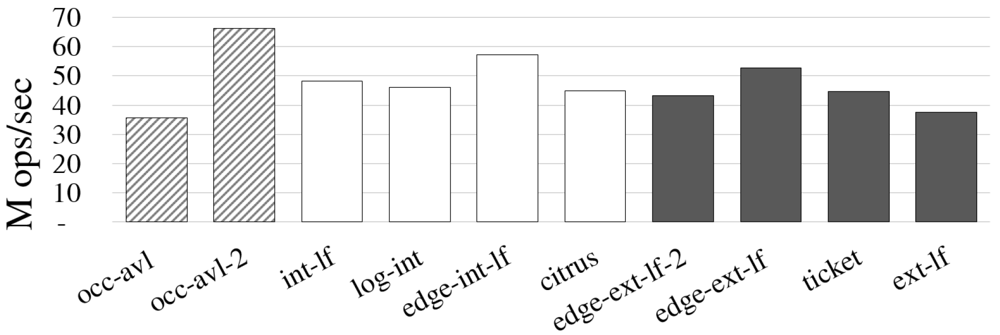 M ops/sec
70
60
50
40
30
20
10
-
occ-avl
occ-avl-2
int-lf
log-int
edge-int-lf
citrus
edge-ext-lf-2
edge-ext-lf
ticket
ext-lf